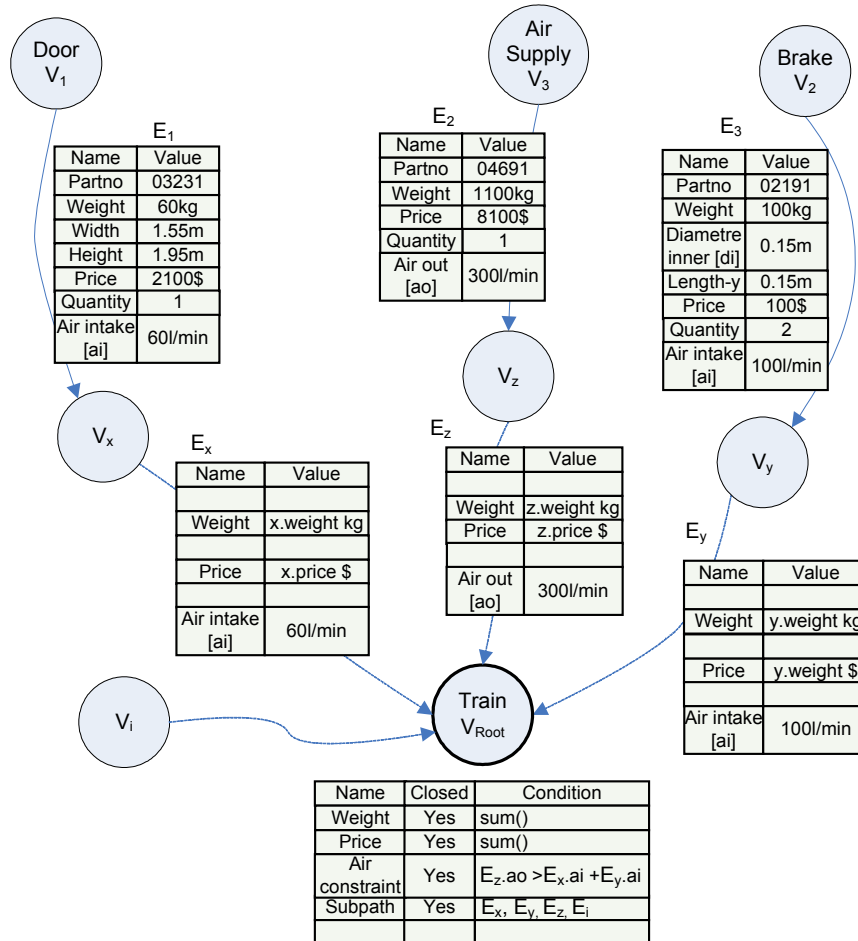 Door
V1
Air
Supply
V3
Brake
V2
E1
Name Value
Partno 03231
Weight 60kg
Width 1.55m
Height 1.95m
Price 2100$
Quantity 1
Air intake [ai] 60l/min
E2
Name Value
Partno 04691
Weight 1100kg
Price 8100$
Quantity 1
Air out [ao] 300l/min
E3
Name Value
Partno 02191
Weight 100kg
Diametre inner [di] 0.15m
Length-y 0.15m
Price 100$
Quantity 2
Air intake [ai] 100l/min
Vx
Vz
Vy
Ex
Name Value
Weight x.weight kg
Price x.price $
Air intake [ai] 60l/min
Ez
Name Value
Weight z.weight kg
Price z.price $
Air out [ao] 300l/min
Ey
Name Value
Weight y.weight kg
Price y.weight $
Air intake [ai] 100l/min
Vi
Train
VRoot
Name Closed Condition
Weight Yes sum()
Price Yes sum()
Air constraint Yes Ez.ao >Ex.ai +Ey.ai
Subpath Yes Ex, Ey, Ez, Ei